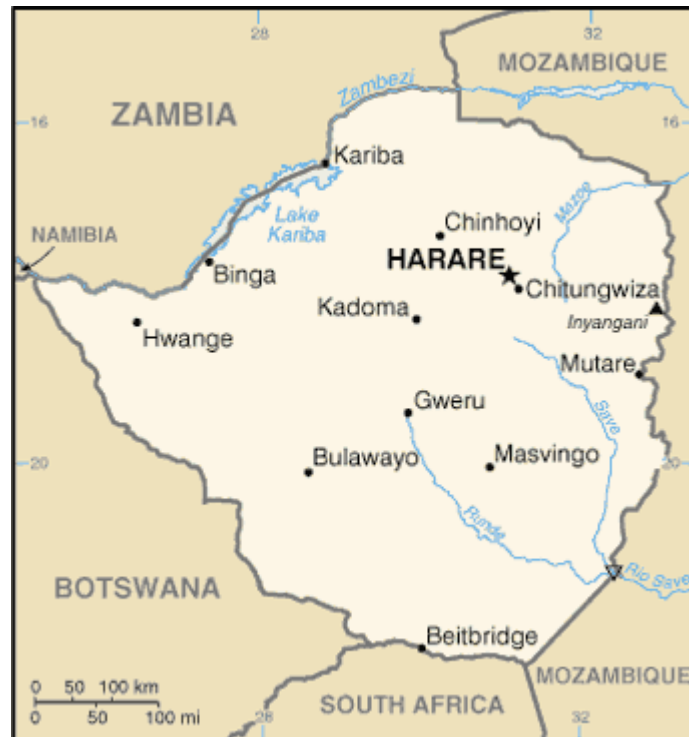 28
32
MOZAMBIQUE
Zambezi
ZAMBIA
16
16
Kariba
Lake
Kariba
Mazoe
Chinhoyi
NAMIBIA
HARARE
Binga
Chitungwiza
Kadoma
Inyangani
Hwange
Mutare
Gweru
Save
Bulawayo
Masvingo
20
20
Runde
Rio Save
BOTSWANA
Beitbridge
MOZAMBIQUE
0 50 100 km
0 50 100 mi
SOUTH AFRICA
28
32